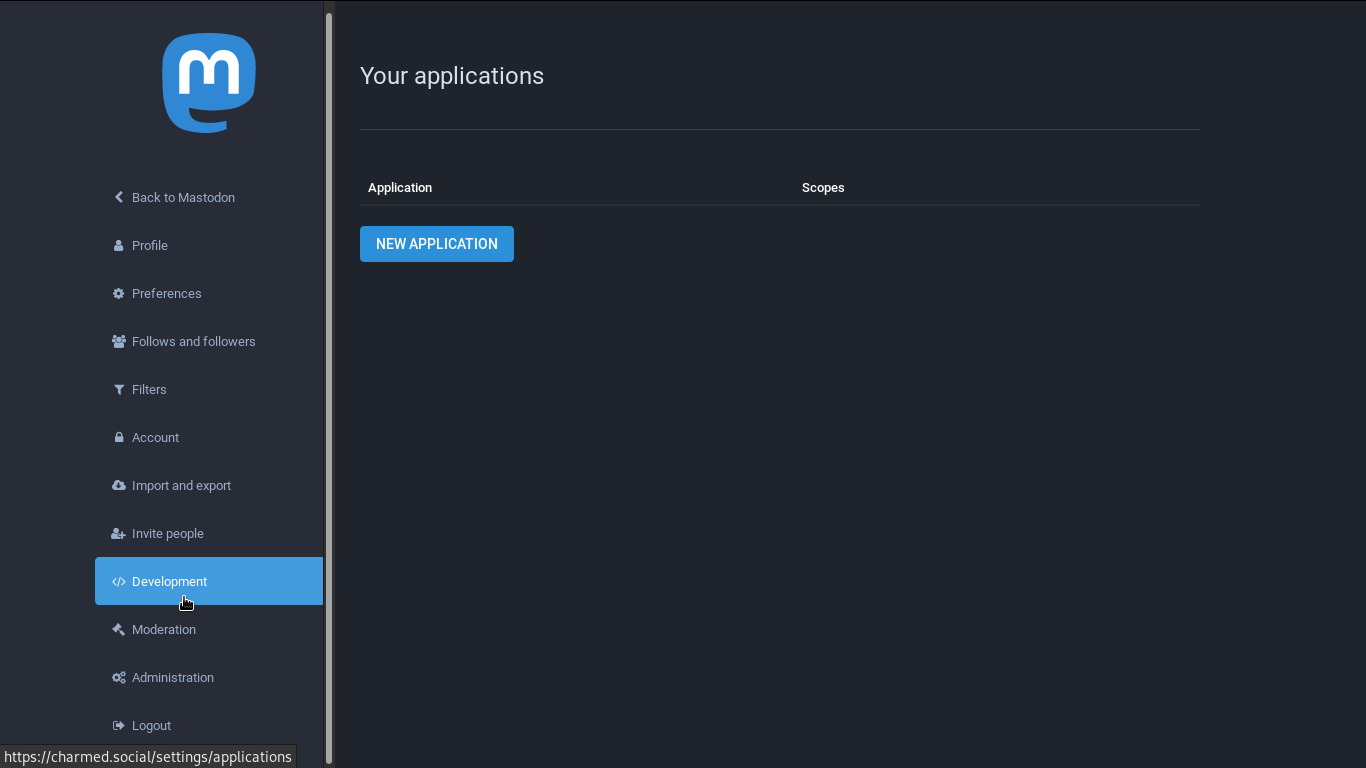 Back to Mastodon
Profile
Preferences
Follows and followers
Filters
Account
Import and export
Invite people
Development
Moderation
Administration
Logout
https://charmed.social/settings/applications
Your applications
Application Scopes
NEW APPLICATION